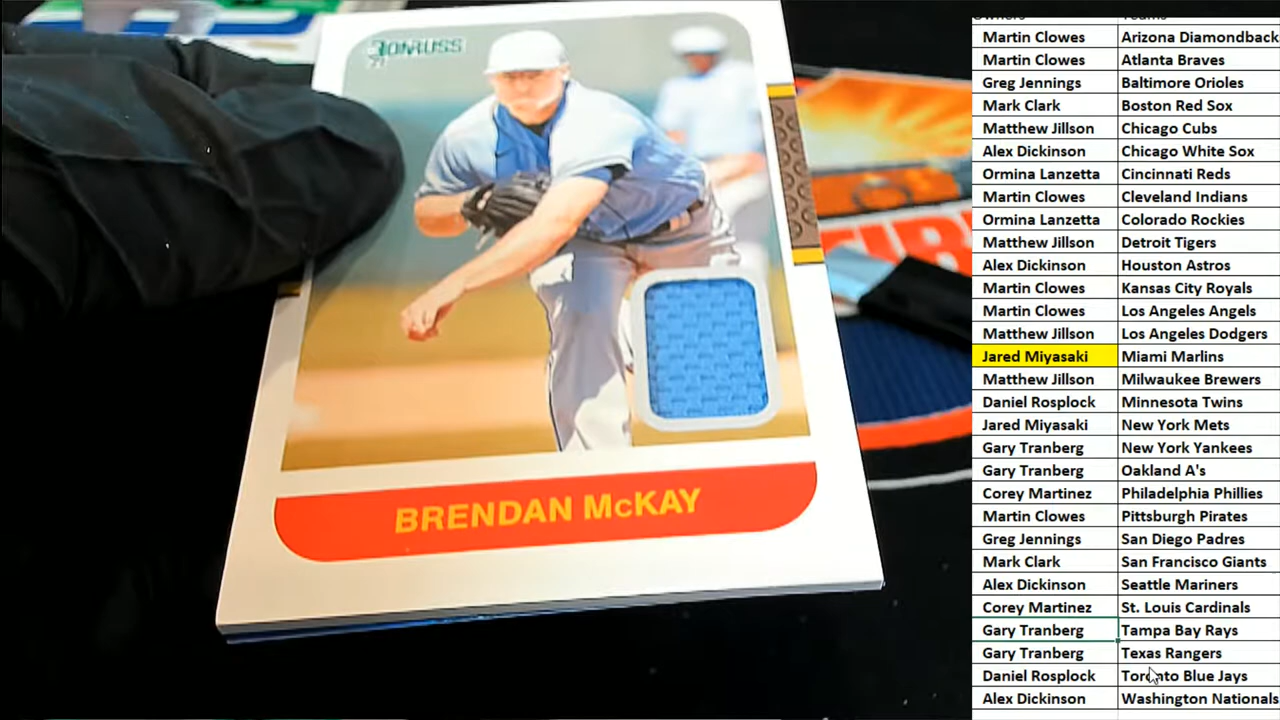 DONRUSS
BRENDAN McKAY
Owners Teams
Martin Clowes Arizona Diamondback
Martin Clowes Atlanta Braves
Greg Jennings Baltimore Orioles
Mark Clark Boston Red Sox
Matthew Jillson Chicago Cubs
Alex Dickinson Chicago White Sox
Ormina Lanzetta Cincinnati Reds
Martin Clowes Cleveland Indians
Ormina Lanzetta Colorado Rockies
Matthew Jillson Detroit Tigers
Alex Dickinson Houston Astros
Martin Clowes Kansas City Royals
Martin Clowes Los Angeles Angels
Matthew Jillson Los Angeles Dodgers
Jared Miyasaki Miami Marlins
Matthew Jillson Milwaukee Brewers
Daniel Rosplock Minnesota Twins
Jared Miyasaki New York Mets
Gary Tranberg New York Yankees
Gary Tranberg Oakland A's
Corey Martinez Philadelphia Phillies
Martin Clowes Pittsburgh Pirates
Greg Jennings San Diego Padres
Mark Clark San Francisco Giants
Alex Dickinson Seattle Mariners
Corey Martinez St. Louis Cardinals
Gary Tranberg Tampa Bay Rays
Gary Tranberg Texas Rangers
Daniel Rosplock Toronto Blue Jays
Alex Dickinson Washington Nationals